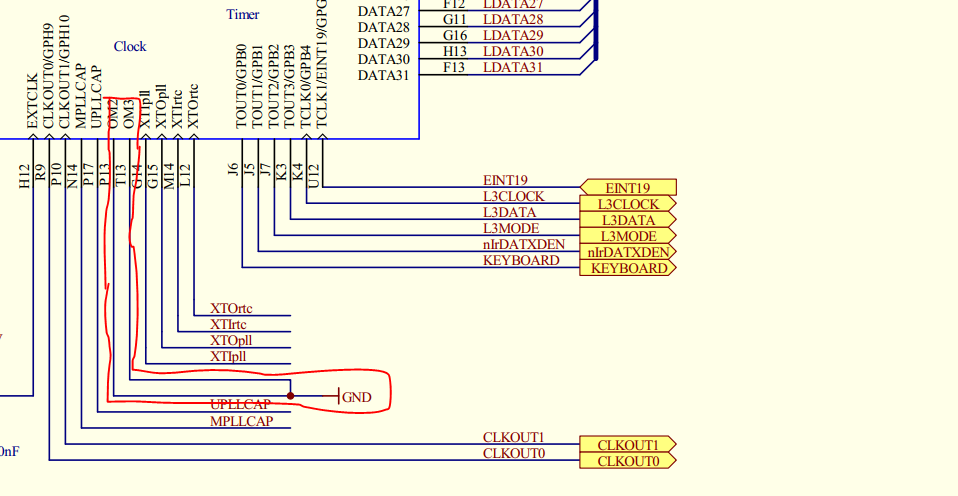 Timer
Clock
DATA27 F12 LDATA27
DATA28 G11 LDATA28
DATA29 G16 LDATA29
DATA30 H13 LDATA30
DATA31 F13 LDATA31
EXTCLK
CLKOUT0/GPH9
CLKOUT1/GPH10
MPLLCAP
UPLLCAP
OM2
OM3
XTIpll
XTOpll
XTIrtc
XTOrtc
TOUT0/GPB0
TOUT1/GPB1
TOUT2/GPB2
TOUT3/GPB3
TCLK0/GPB4
TCLK1/EINT19/GPG
H12
R9
P10
N14
P17
P13
T13
G14
G15
M14
L12
J6
J5
J7
K3
K4
U12
EINT19 EINT19
L3CLOCK L3CLOCK
L3DATA L3DATA
L3MODE L3MODE
nIrDATXDEN nIrDATXDEN
KEYBOARD KEYBOARD
XTOrtc
XTIrtc
XTOpll
XTIpll
GND
UPLLCAP
MPLLCAP
CLKOUT1 CLKOUT1
CLKOUT0 CLKOUT0
0nF